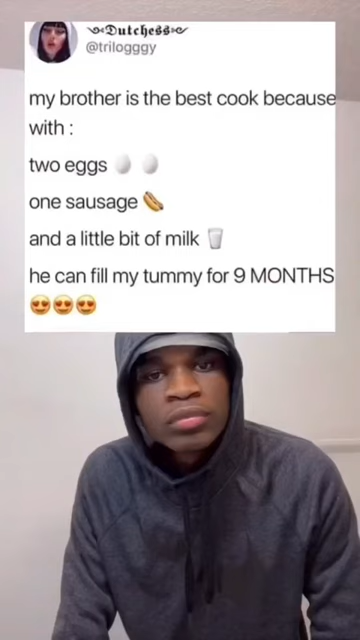 Dutchess
@trilogggy
my brother is the best cook because
with :
two eggs 🥚🥚
one sausage 🌭
and a little bit of milk 🥛
he can fill my tummy for 9 MONTHS
😍😍😍